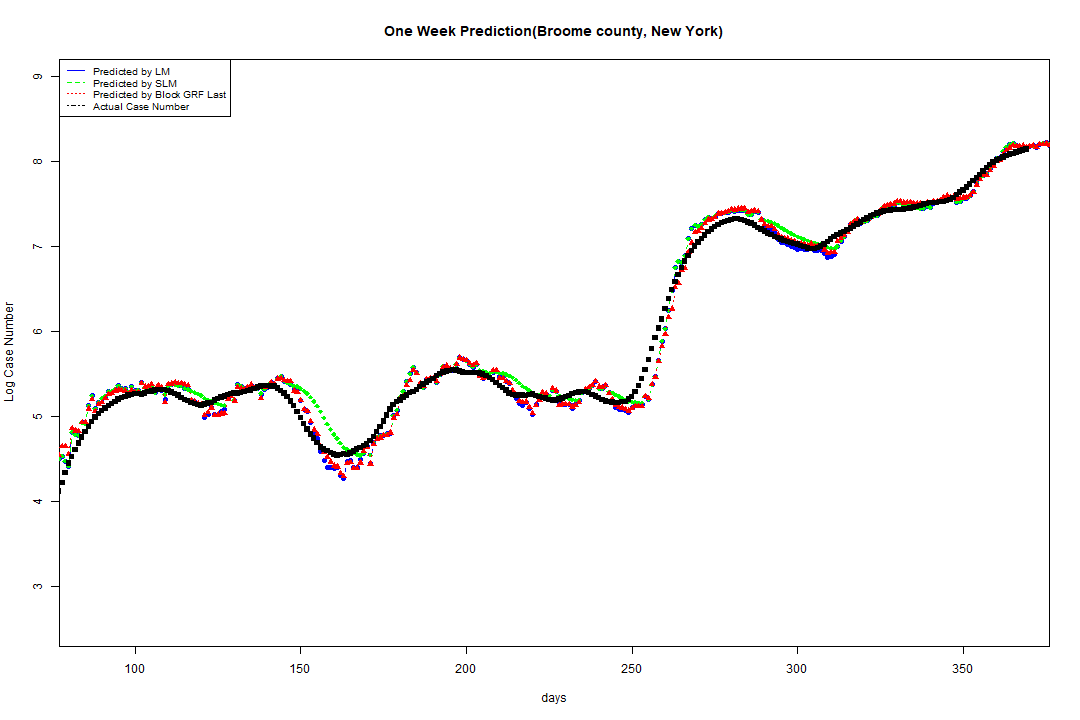 One Week Prediction(Broome county, New York)
Predicted by LM
Predicted by SLM
Predicted by Block GRF Last
Actual Case Number
Log Case Number
9
8
7
6
5
4
3
100 150 200 250 300 350
days